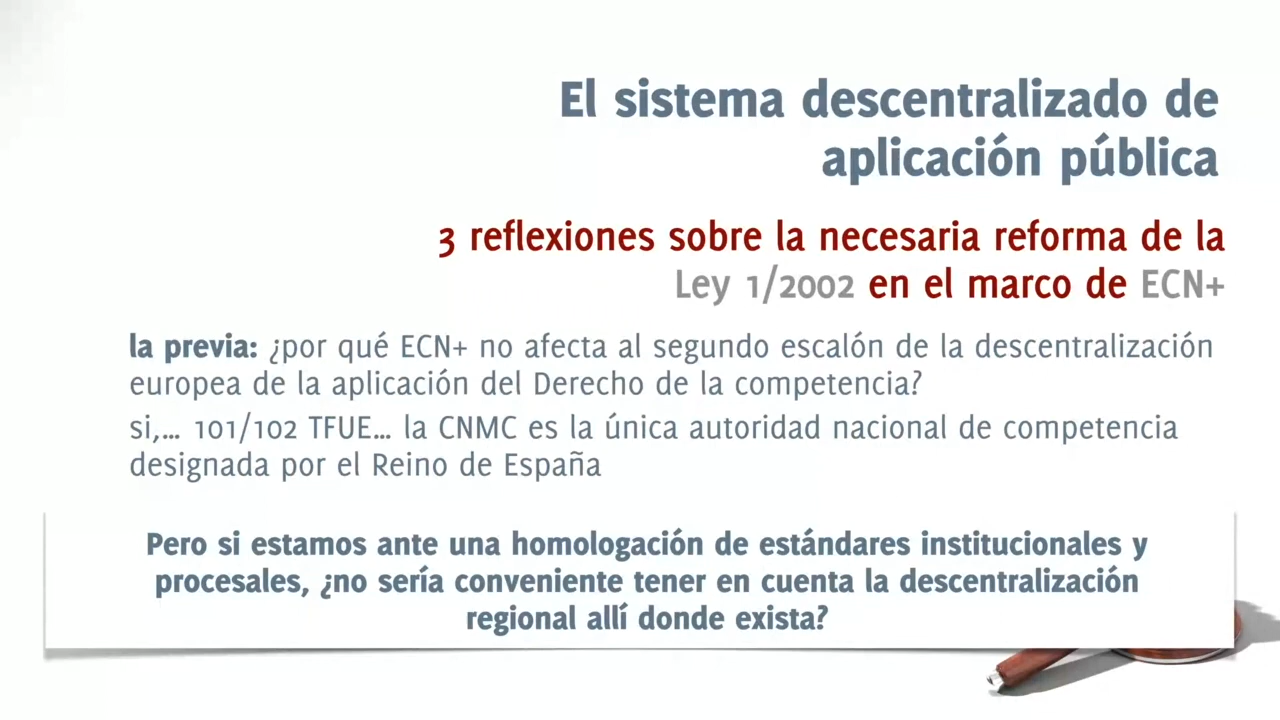 El sistema descentralizado de
aplicación pública
3 reflexiones sobre la necesaria reforma de la
Ley 1/2002 en el marco de ECN+
la previa: ¿por qué ECN+ no afecta al segundo escalón de la descentralización
europea de la aplicación del Derecho de la competencia?
si,... 101/102 TFUE... la CNMC es la única autoridad nacional de competencia
designada por el Reino de España
Pero si estamos ante una homologación de estándares institucionales y
procesales, ¿no sería conveniente tener en cuenta la descentralización
regional allí donde exista?